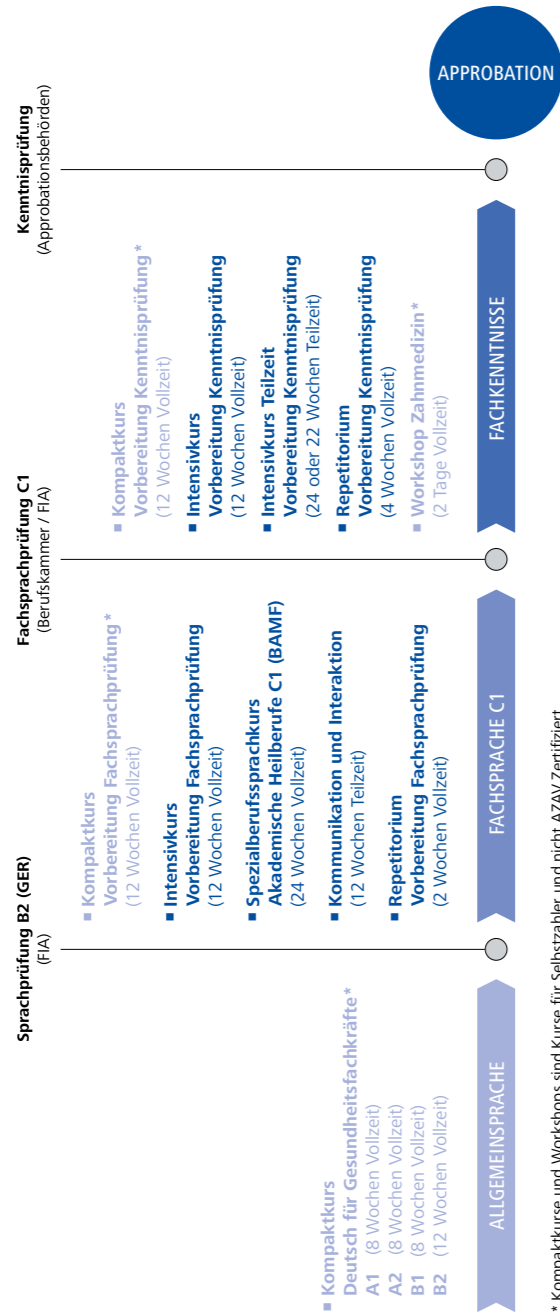 Sprachprüfung B2 (GER)
(FIA)
Fachsprachprüfung C1
(Berufskammer / FIA)
Kenntnisprüfung
(Approbationsbehörden)
▪ Kompaktkurs
Deutsch für Gesundheitsfachkräfte *
A1 (8 Wochen Vollzeit)
A2 (8 Wochen Vollzeit)
B1 (8 Wochen Vollzeit)
B2 (12 Wochen Vollzeit)
▪ Kompaktkurs
Vorbereitung Fachsprachprüfung *
(12 Wochen Vollzeit)
▪ Intensivkurs
Vorbereitung Fachsprachprüfung
(12 Wochen Vollzeit)
▪ Spezialberufssprachkurs
Akademische Heilberufe C1 (BAMF)
(24 Wochen Vollzeit)
▪ Kommunikation und Interaktion
(12 Wochen Teilzeit)
▪ Repetitorium
Vorbereitung Fachsprachprüfung
(2 Wochen Vollzeit)
▪ Kompaktkurs
Vorbereitung Kenntnisprüfung *
(12 Wochen Vollzeit)
▪ Intensivkurs
Vorbereitung Kenntnisprüfung
(12 Wochen Vollzeit)
▪ Intensivkurs Teilzeit
Vorbereitung Kenntnisprüfung
(24 oder 22 Wochen Teilzeit)
▪ Repetitorium
Vorbereitung Kenntnisprüfung
(4 Wochen Vollzeit)
▪ Workshop Zahnmedizin *
(2 Tage Vollzeit)
ALLGEMEINSPRACHE
FACHSPRACHE C1
FACHKENNTNISSE
APPROBATION
* Kompaktkurse und Workshops sind Kurse für Selbstzahler und nicht AZAV Zertifiziert